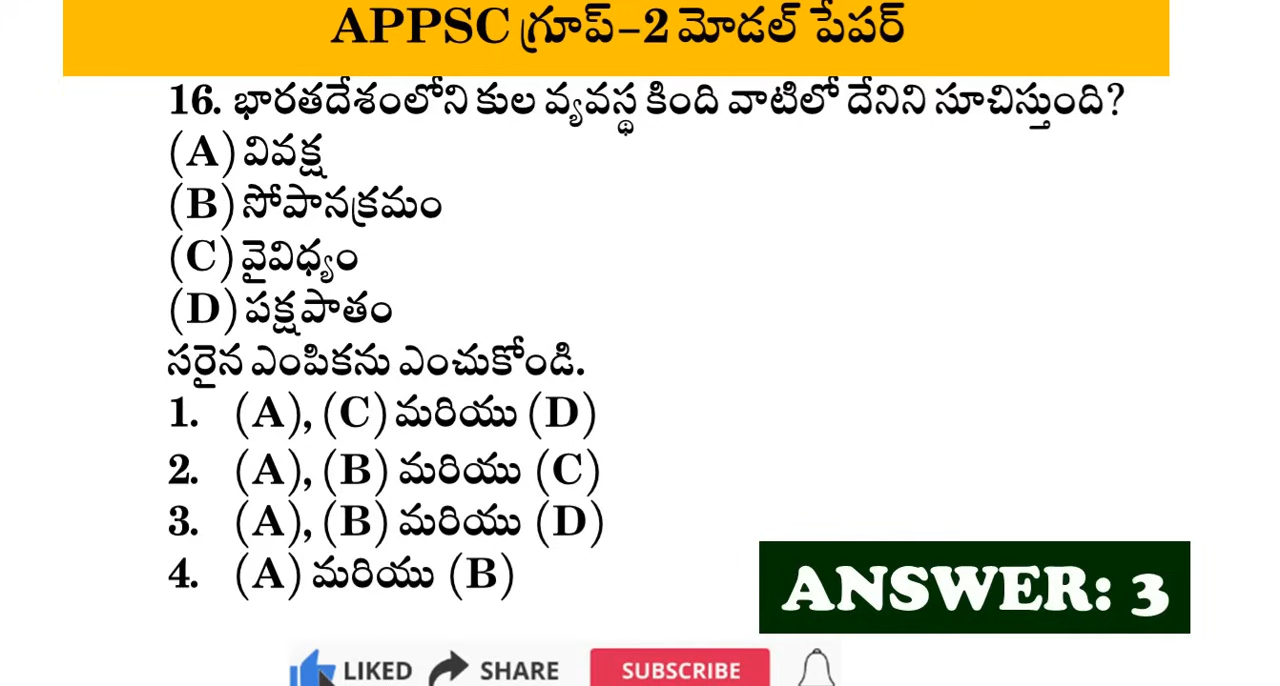 APPSC గ్రూప్-2 మోడల్ పేపర్
16. భారతదేశంలోని కుల వ్యవస్థ కింది వాటిలో దేనిని సూచిస్తుంది?
(A) వివక్ష
(B) సోపానక్రమం
(C) వైవిధ్యం
(D) పక్షపాతం
సరైన ఎంపికను ఎంచుకోండి.
1. (A), (C) మరియు (D)
2. (A), (B) మరియు (C)
3. (A), (B) మరియు (D)
4. (A) మరియు (B)
ANSWER: 3
LIKED SHARE SUBSCRIBE